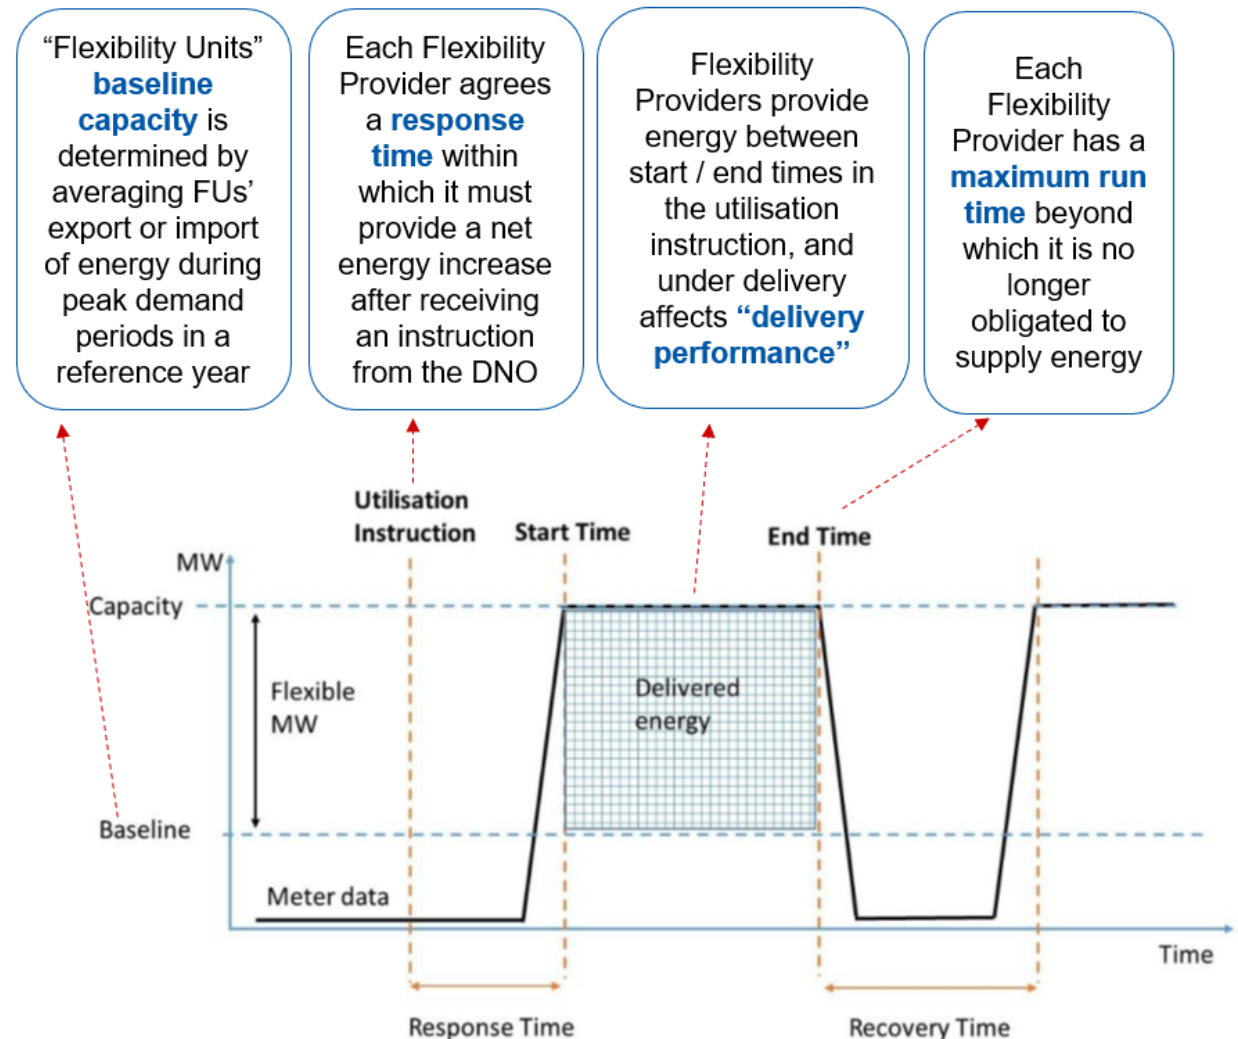 “Flexibility Units”
baseline
capacity is
determined by
averaging FUs’
export or import
of energy during
peak demand
periods in a
reference year
Each Flexibility
Provider agrees
a response
time within
which it must
provide a net
energy increase
after receiving
an instruction
from the DNO
Flexibility
Providers provide
energy between
start / end times in
the utilisation
instruction, and
under delivery
affects “delivery
performance”
Each
Flexibility
Provider has a
maximum run
time beyond
which it is no
longer
obligated to
supply energy
Utilisation
Instruction
Start Time
End Time
MW
Capacity
Flexible
MW
Delivered
energy
Baseline
Meter data
Time
Response Time
Recovery Time